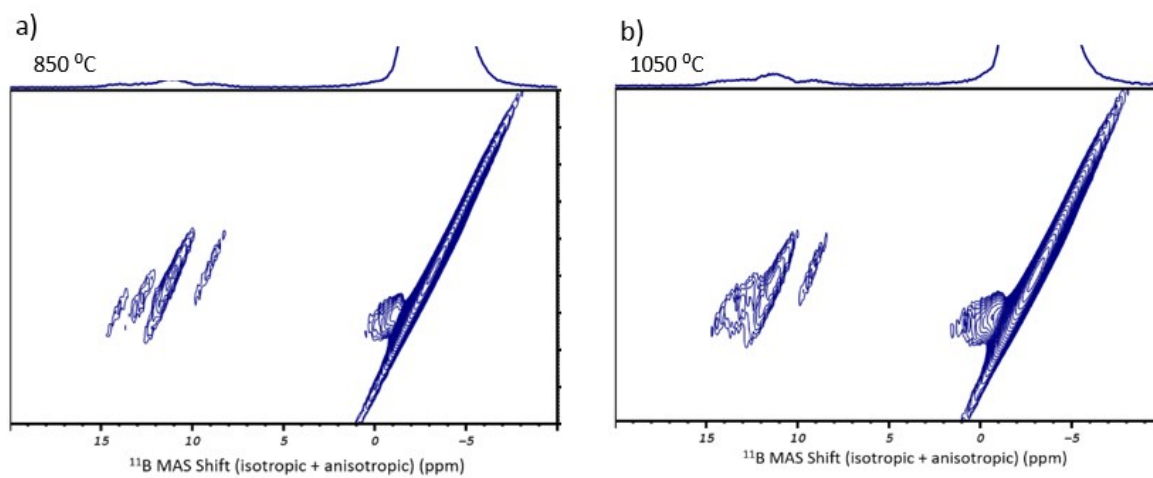 a)
850 ⁰C
15 10 5 0 −5
¹¹B MAS Shift (isotropic + anisotropic) (ppm)
b)
1050 ⁰C
15 10 5 0 −5
¹¹B MAS Shift (isotropic + anisotropic) (ppm)